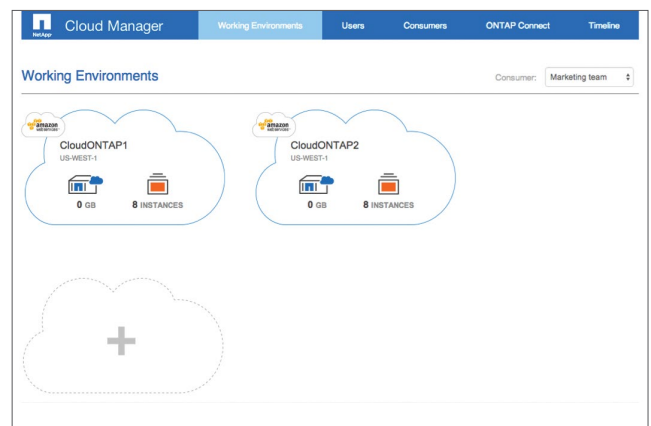 NetApp
Cloud Manager
Working Environments
Users
Consumers
ONTAP Connect
Timeline
Working Environments
Consumer:
Marketing team
amazon
web services
CloudONTAP1
US-WEST-1
0 GB
8 INSTANCES
amazon
web services
CloudONTAP2
US-WEST-1
0 GB
8 INSTANCES